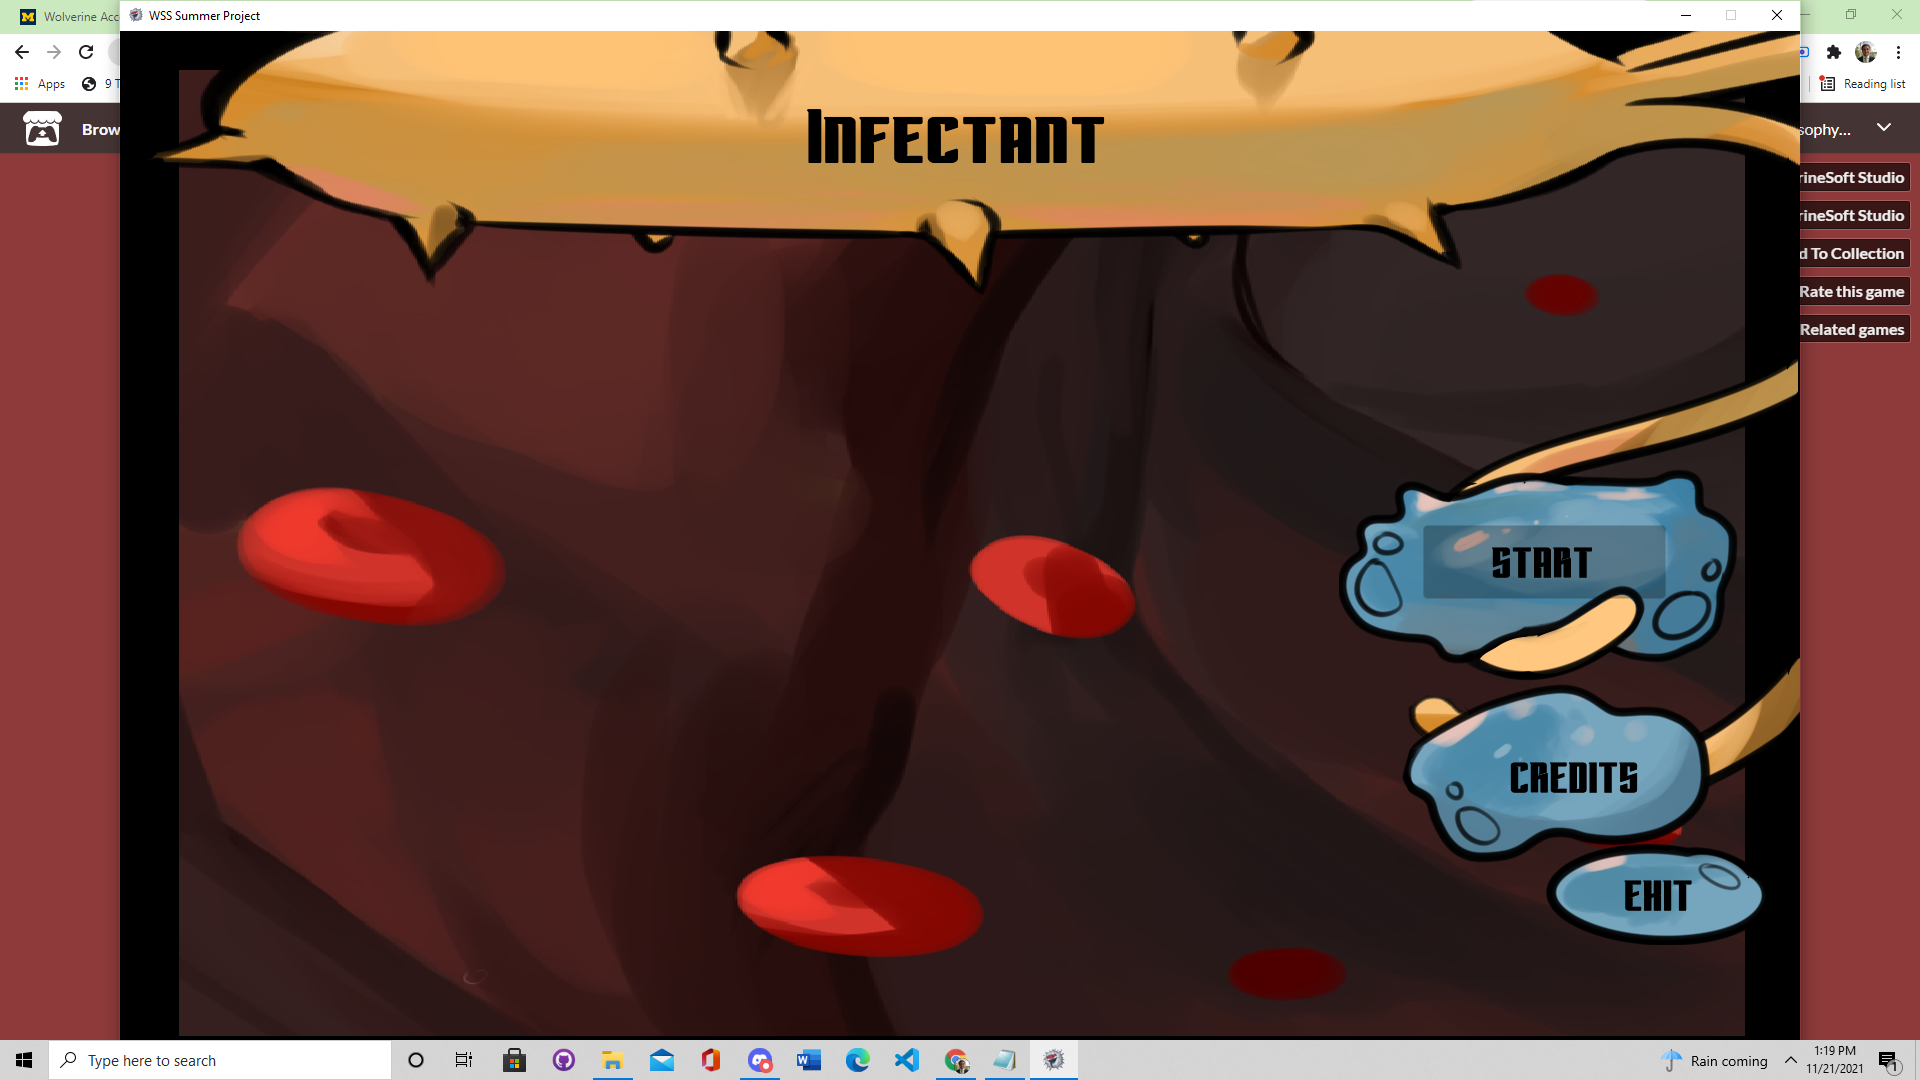 Wolverine Acc
WSS Summer Project
Apps
9 T
Reading list
Brow
sophy...
rineSoft Studio
rineSoft Studio
d To Collection
Rate this game
Related games
INFECTANT
START
CREDITS
EXIT
Type here to search
Rain coming
1:19 PM
11/21/2021
1